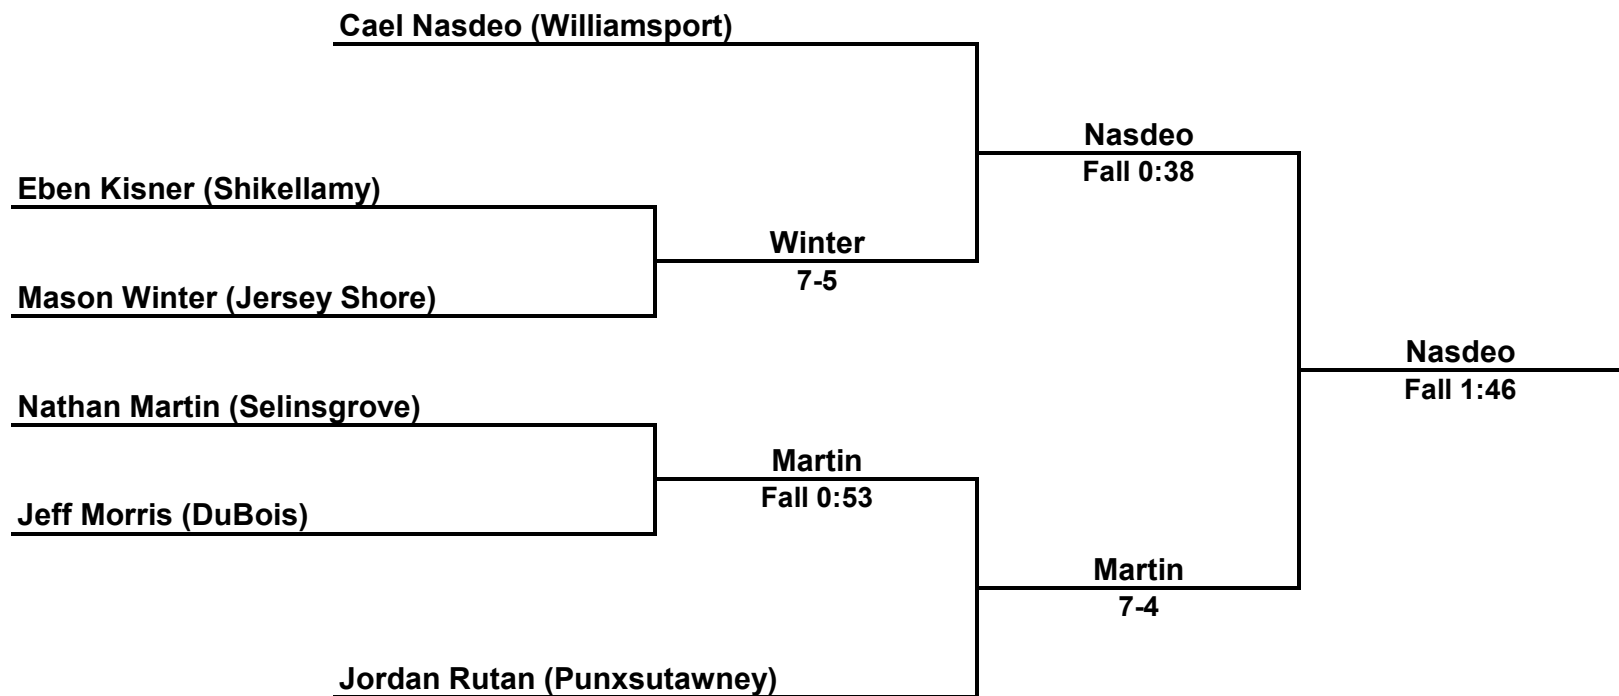 Cael Nasdeo (Williamsport)
Nasdeo
Fall 0:38
Eben Kisner (Shikellamy)
Winter
7-5
Mason Winter (Jersey Shore)
Nasdeo
Fall 1:46
Nathan Martin (Selinsgrove)
Martin
Fall 0:53
Jeff Morris (DuBois)
Martin
7-4
Jordan Rutan (Punxsutawney)